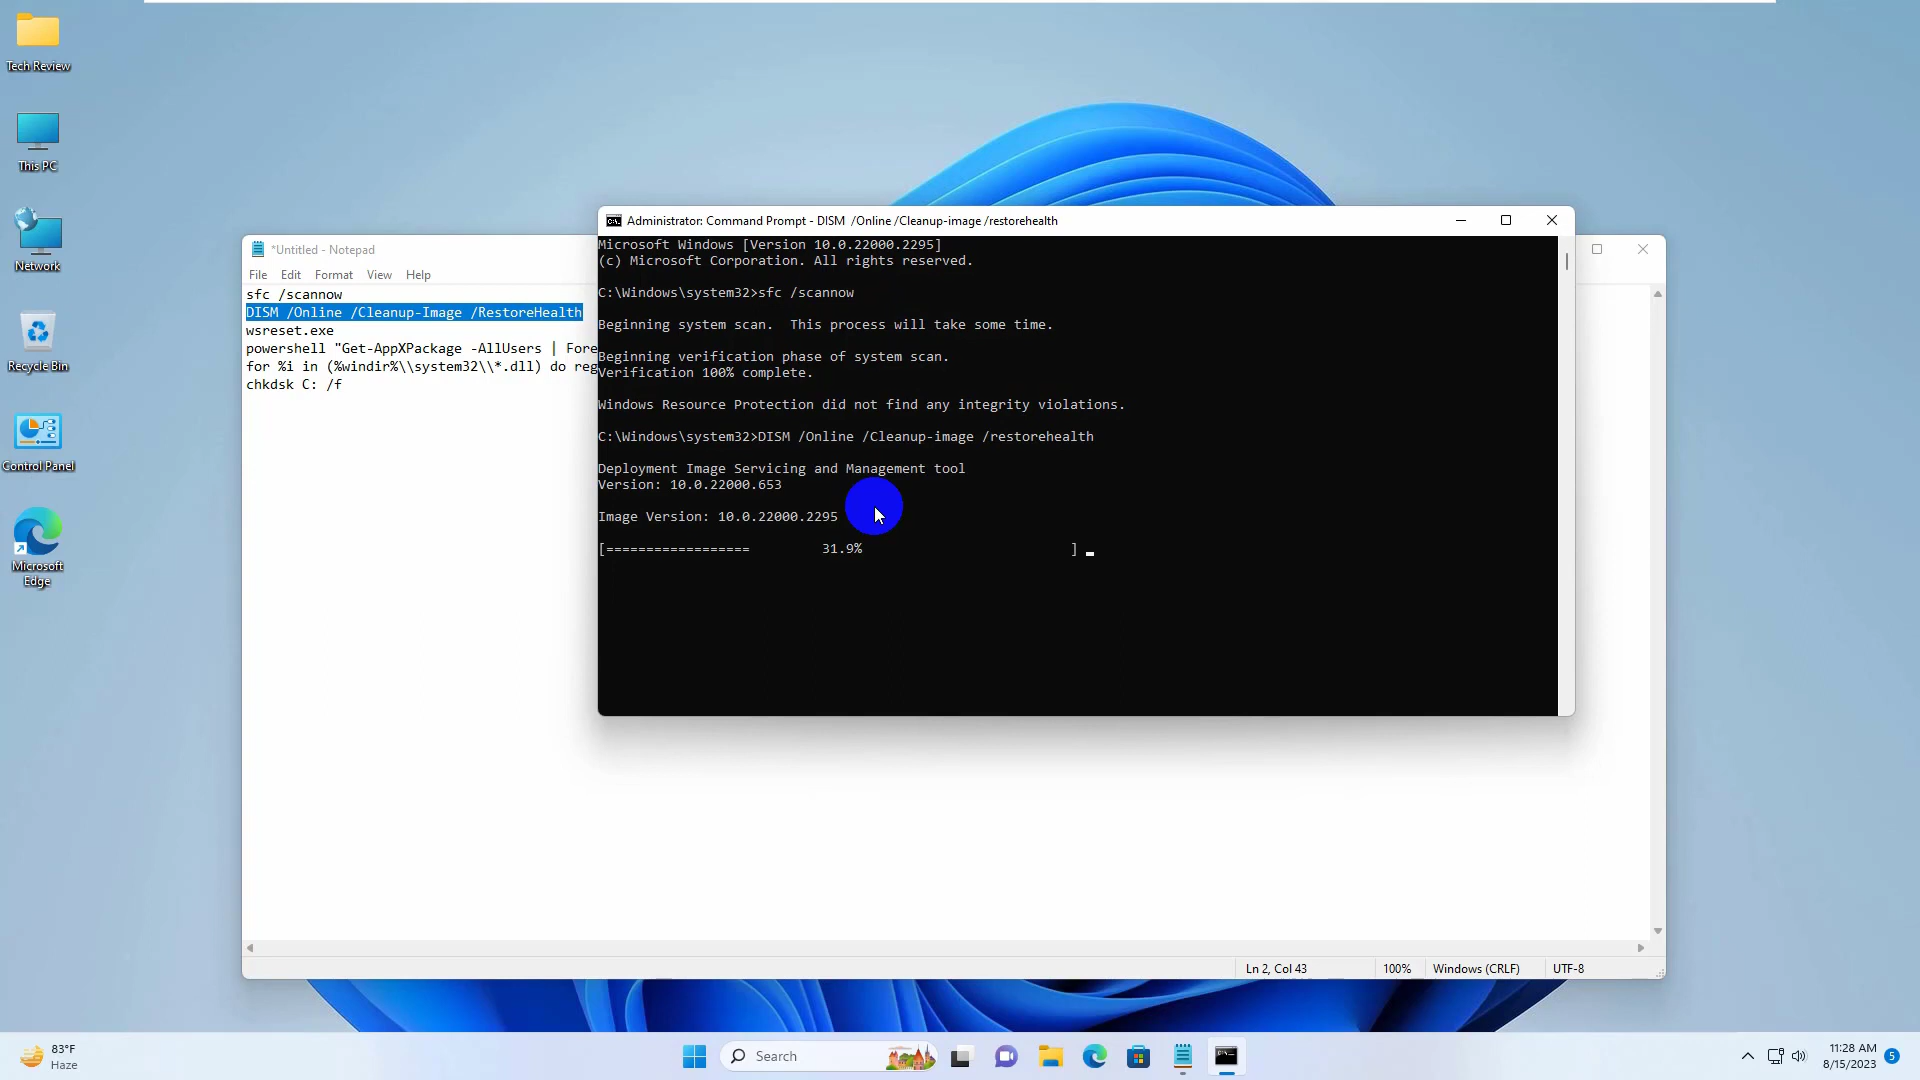 Tech Review
This PC
Network
Recycle Bin
Control Panel
Microsoft
Edge
*Untitled - Notepad
File Edit Format View Help
sfc /scannow
DISM /Online /Cleanup-Image /RestoreHealth
wsreset.exe
powershell "Get-AppXPackage -AllUsers | Fore
for %i in (%windir%\\system32\\*.dll) do reg
chkdsk C: /f
Ln 2, Col 43 100% Windows (CRLF) UTF-8
Administrator: Command Prompt - DISM /Online /Cleanup-image /restorehealth
Microsoft Windows [Version 10.0.22000.2295]
(c) Microsoft Corporation. All rights reserved.
C:\Windows\system32>sfc /scannow
Beginning system scan.  This process will take some time.
Beginning verification phase of system scan.
Verification 100% complete.
Windows Resource Protection did not find any integrity violations.
C:\Windows\system32>DISM /Online /Cleanup-image /restorehealth
Deployment Image Servicing and Management tool
Version: 10.0.22000.653
Image Version: 10.0.22000.2295
[==================         31.9%                          ]
83°F
Haze
Search
11:28 AM
8/15/2023
5